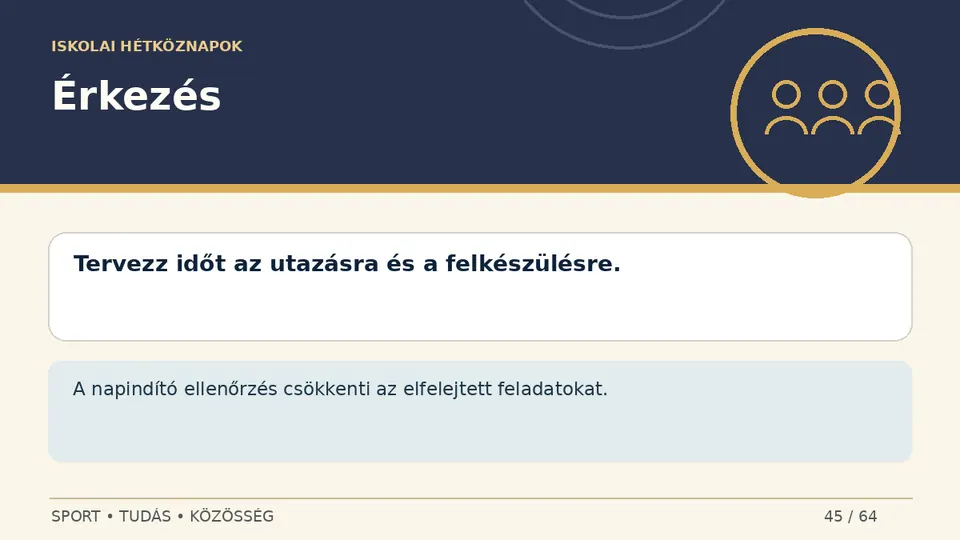 ISKOLAI HÉTKÖZNAPOK
Érkezés
Tervezz időt az utazásra és a felkészülésre.
A napindító ellenőrzés csökkenti az elfelejtett feladatokat.
SPORT • TUDÁS • KÖZÖSSÉG
45 / 64